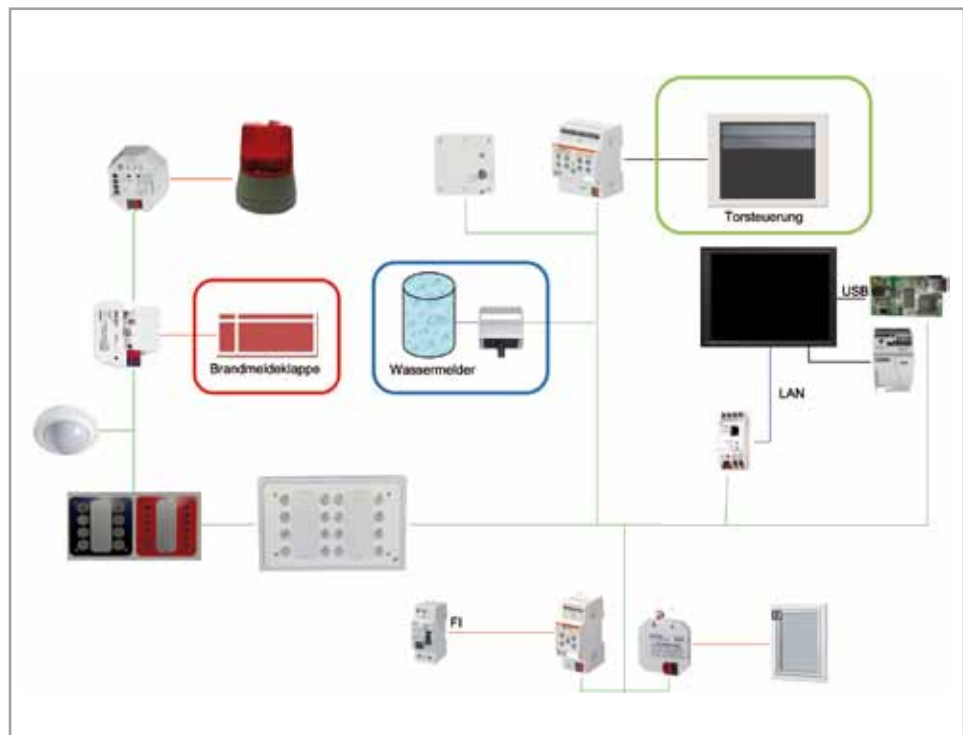 Torsteuerung
USB
Brandmeldeklappe
Wassermelder
LAN
FI